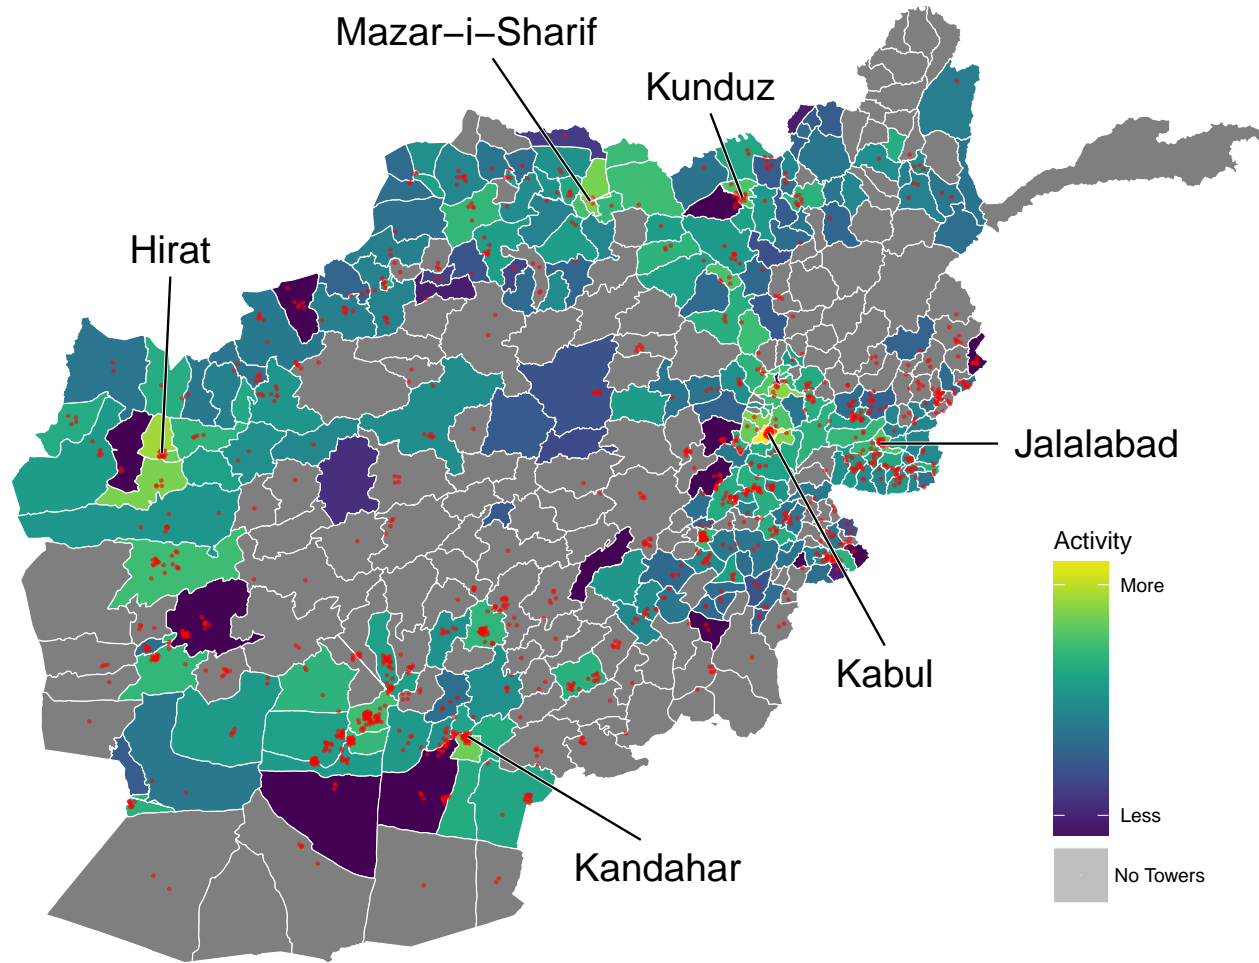 Mazar−i−Sharif
Kunduz
Hirat
Jalalabad
Activity
More
Less
No Towers
Kabul
Kandahar